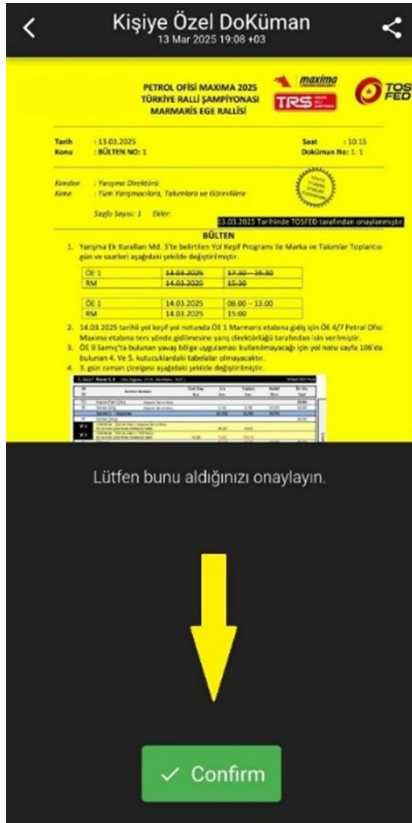 Kişiye Özel DoKüman
13 Mar 2025 19:08 +03
PETROL OFİSİ MAXIMA 2025
TÜRKİYE RALLİ ŞAMPİYONASI
MARMARİS EGE RALLİSİ
maxima
TRS
TOS
FED
Tarih : 13.03.2025 Saat : 10.15
Konu : BÜLTEN NO: 1 Doküman No: 1. 1
Kimden : Yarışma Direktörü
Kime : Tüm Yarışmacılara, Takımlara ve Görevliline
Sayfa Sayısı: 1 Ekler:
13.03.2025 Tarihinde TOSFED tarafından onaylanmıştır.
BÜLTEN
1. Yarışma Ek Kuralları Md. 3'te belirtilen Yol Keşif Programı ile Marka ve Takımlar Toplantısı
gün ve saatleri aşağıdaki şekilde değiştirilmiştir.
ÖE 1 13.03.2025 17.30 – 19.30
RM 14.03.2025 15.30
ÖE 1 14.03.2025 08.00 – 13.00
RM 14.03.2025 15:00
2. 14.03.2025 tarihli yol keşif yol notunda ÖE 1 Marmaris etabına gidiş için ÖE 4/7 Petrol Ofisi
Maxima etabına ters yönde gidilmesine yarış direktörlüğü tarafından izin verilmiştir.
3. ÖE 9 Samıç'ta bulunan yavaş bölge uygulaması kullanılmayacağı için yol notu sayfa 106'da
bulunan 4. Ve 5. kutucuklardaki tabelalar olmayacaktır.
4. 3. gün zaman çizelgesi aşağıdaki şekilde değiştirilmiştir.
Lütfen bunu aldığınızı onaylayın.
Confirm